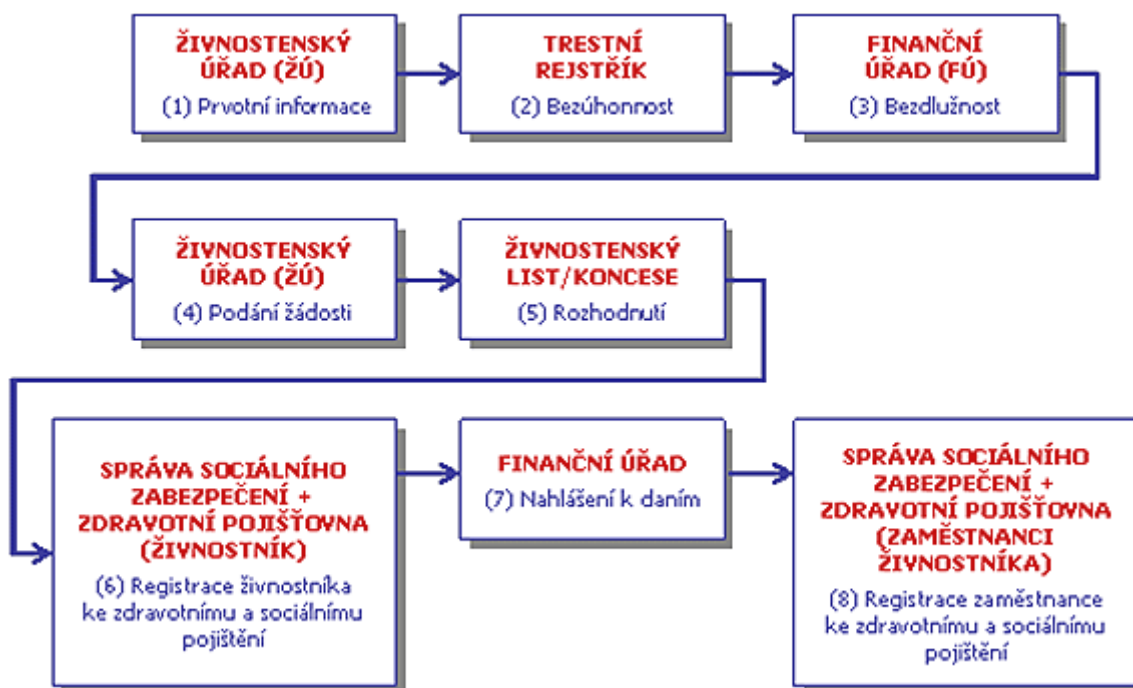 ŽIVNOSTENSKÝ
ÚŘAD (ŽÚ)
(1) Prvotní informace
TRESTNÍ
REJSTŘÍK
(2) Bezúhonnost
FINANČNÍ
ÚŘAD (FÚ)
(3) Bezdlužnost
ŽIVNOSTENSKÝ
ÚŘAD (ŽÚ)
(4) Podání žádosti
ŽIVNOSTENSKÝ
LIST/KONCESE
(5) Rozhodnutí
SPRÁVA SOCIÁLNÍHO
ZABEZPEČENÍ +
ZDRAVOTNÍ POJIŠŤOVNA
(ŽIVNOSTNÍK)
(6) Registrace živnostníka
ke zdravotnímu a sociálnímu
pojištění
FINANČNÍ ÚŘAD
(7) Nahlášení k daním
SPRÁVA SOCIÁLNÍHO
ZABEZPEČENÍ +
ZDRAVOTNÍ POJIŠŤOVNA
(ZAMĚSTNANCI
ŽIVNOSTNÍKA)
(8) Registrace zaměstnance
ke zdravotnímu a sociálnímu
pojištění